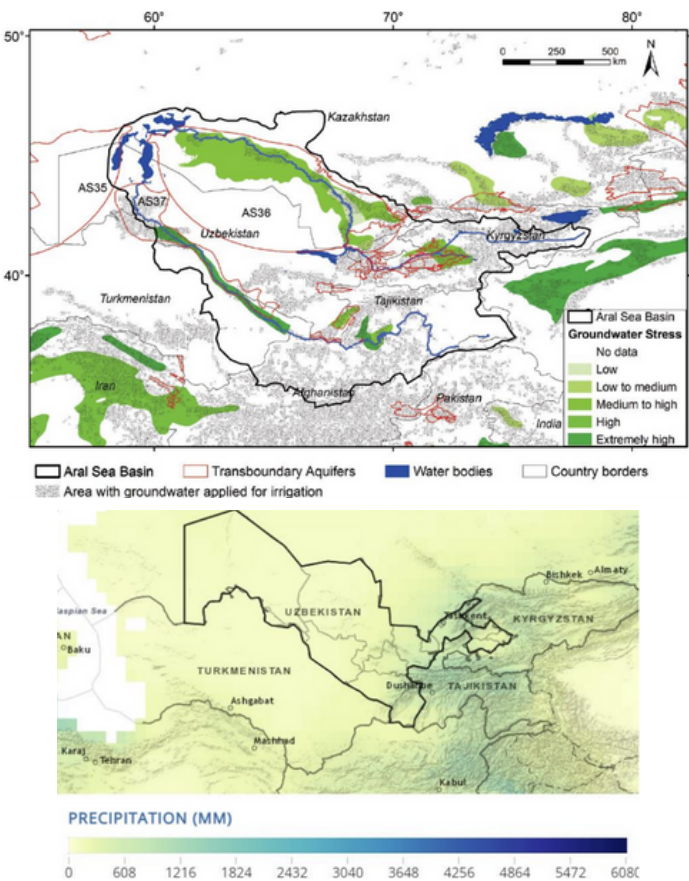 60° 70° 80°
50°
0 250 500
km
N
Kazakhstan
AS35
AS37
AS36
Uzbekistan
Kyrgyzstan
40°
Turkmenistan
Tajikistan
Iran
Afghanistan
Pakistan
India
Aral Sea Basin
Groundwater Stress
No data
Low
Low to medium
Medium to high
High
Extremely high
Aral Sea Basin Transboundary Aquifers Water bodies Country borders
Area with groundwater applied for irrigation
Almaty
Bishkek
UZBEKISTAN
Tashkent
KYRGYZSTAN
aspian Sea
AN
Baku
TURKMENISTAN
Dushanbe
TAJIKISTAN
Ashgabat
Mashhad
Karaj
Tehran
Kabul
PRECIPITATION (MM)
0 608 1216 1824 2432 3040 3648 4256 4864 5472 6080